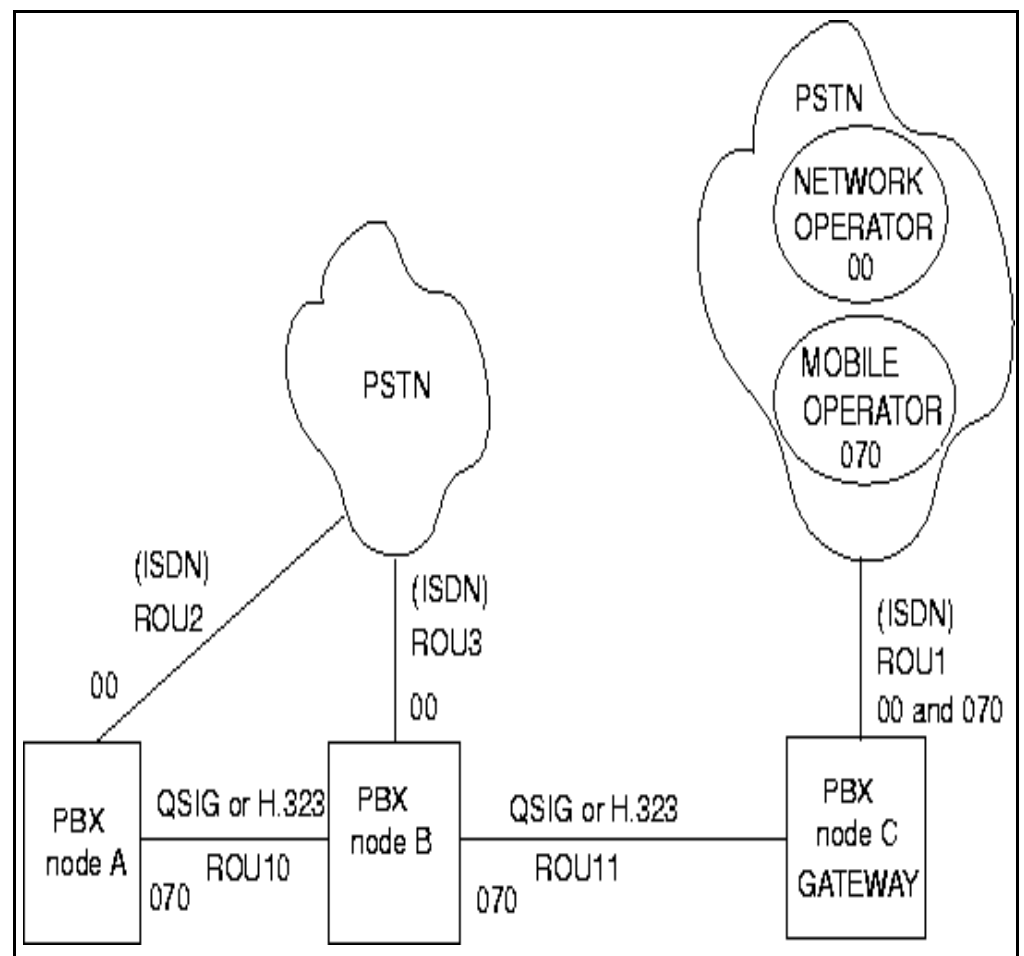 PSTN
NETWORK
OPERATOR
00
MOBILE
OPERATOR
070
PSTN
(ISDN)
ROU2
00
(ISDN)
ROU3
00
(ISDN)
ROU1
00 and 070
PBX
node A
QSIG or H.323
ROU10
070
PBX
node B
QSIG or H.323
ROU11
070
PBX
node C
GATEWAY